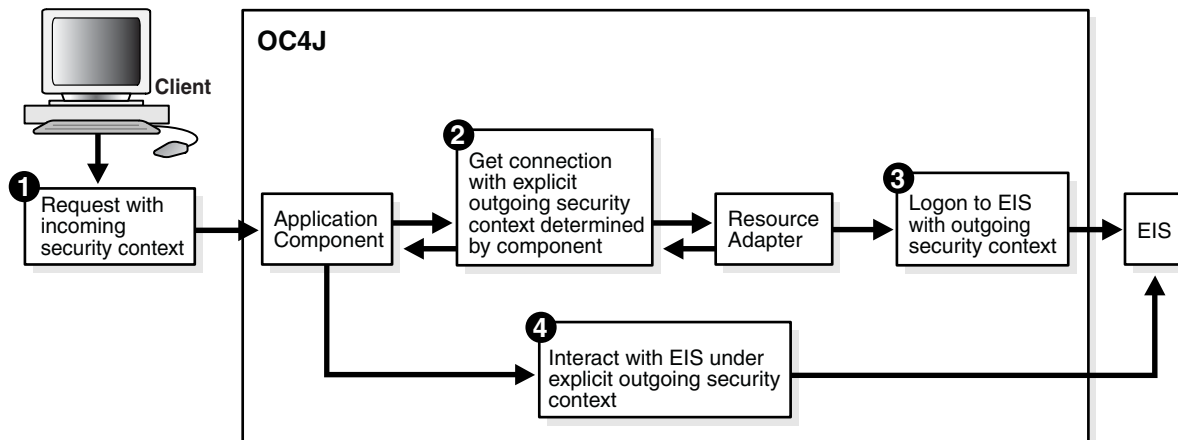 OC4J
Client
1
Request with
incoming
security context
Application
Component
2
Get connection
with explicit
outgoing security
context determined
by component
Resource
Adapter
3
Logon to EIS
with outgoing
security context
EIS
4
Interact with EIS under
explicit outgoing security
context